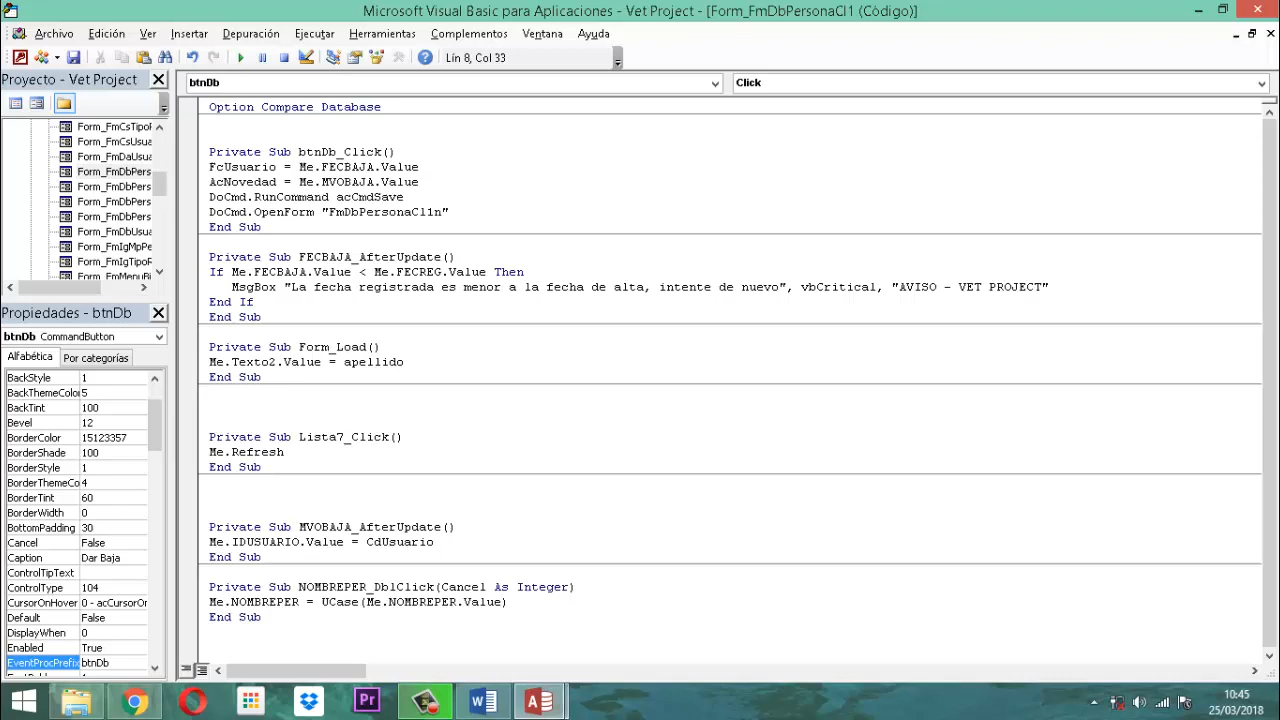 Microsoft Visual Basic para Aplicaciones - Vet Project - [Form_FmDbPersonaCl1 (Código)]
Archivo Edición Ver Insertar Depuración Ejecutar Herramientas Complementos Ventana Ayuda
Lín 8, Col 33
Proyecto - Vet Project
Form_FmCsTipoF
Form_FmCsUsua
Form_FmDaUsua
Form_FmDbPers
Form_FmDbPers
Form_FmDbPers
Form_FmDbPers
Form_FmDbUsua
Form_FmIgMpPe
Form_FmIgTipoF
Form_FmMenuBi
Propiedades - btnDb
btnDb CommandButton
Alfabética Por categorías
BackStyle 1
BackThemeColor 5
BackTint 100
Bevel 12
BorderColor 15123357
BorderShade 100
BorderStyle 1
BorderThemeCo 4
BorderTint 60
BorderWidth 0
BottomPadding 30
Cancel False
Caption Dar Baja
ControlTipText
ControlType 104
CursorOnHover 0 - acCursorOn
Default False
DisplayWhen 0
Enabled True
EventProcPrefix btnDb
btnDb Click
Option Compare Database
Private Sub btnDb_Click()
FcUsuario = Me.FECBAJA.Value
AcNovedad = Me.MVOBAJA.Value
DoCmd.RunCommand acCmdSave
DoCmd.OpenForm "FmDbPersonaCl1n"
End Sub
Private Sub FECBAJA_AfterUpdate()
If Me.FECBAJA.Value < Me.FECREG.Value Then
MsgBox "La fecha registrada es menor a la fecha de alta, intente de nuevo", vbCritical, "AVISO - VET PROJECT"
End If
End Sub
Private Sub Form_Load()
Me.Texto2.Value = apellido
End Sub
Private Sub Lista7_Click()
Me.Refresh
End Sub
Private Sub MVOBAJA_AfterUpdate()
Me.IDUSUARIO.Value = CdUsuario
End Sub
Private Sub NOMBREPER_DblClick(Cancel As Integer)
Me.NOMBREPER = UCase(Me.NOMBREPER.Value)
End Sub
Pr
10:45
25/03/2018